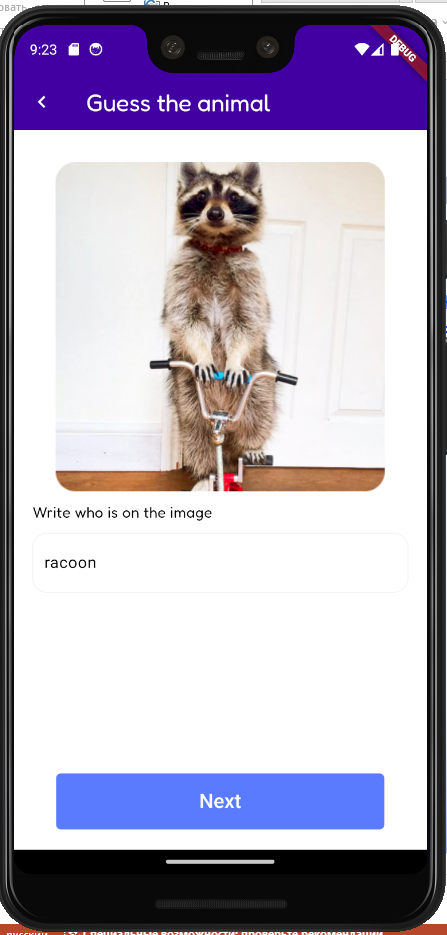 9:23
DEBUG
Guess the animal
Write who is on the image
racoon
Next